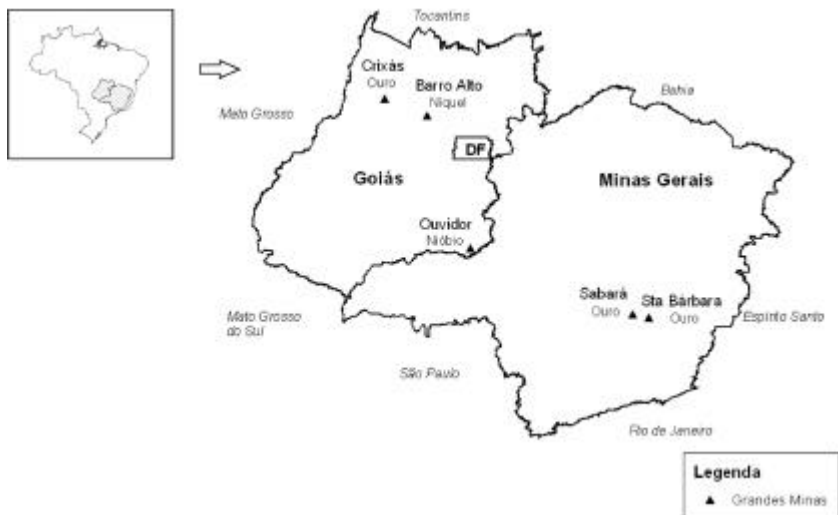 Tocantins
Crixás
Ouro
Barro Alto
Níquel
Bahia
Mato Grosso
DF
Goiás
Minas Gerais
Ouvidor
Nióbio
Sabará
Ouro
Sta Bárbara
Ouro
Mato Grosso
do Sul
Espírito Santo
São Paulo
Rio de Janeiro
Legenda
▲ Grandes Minas